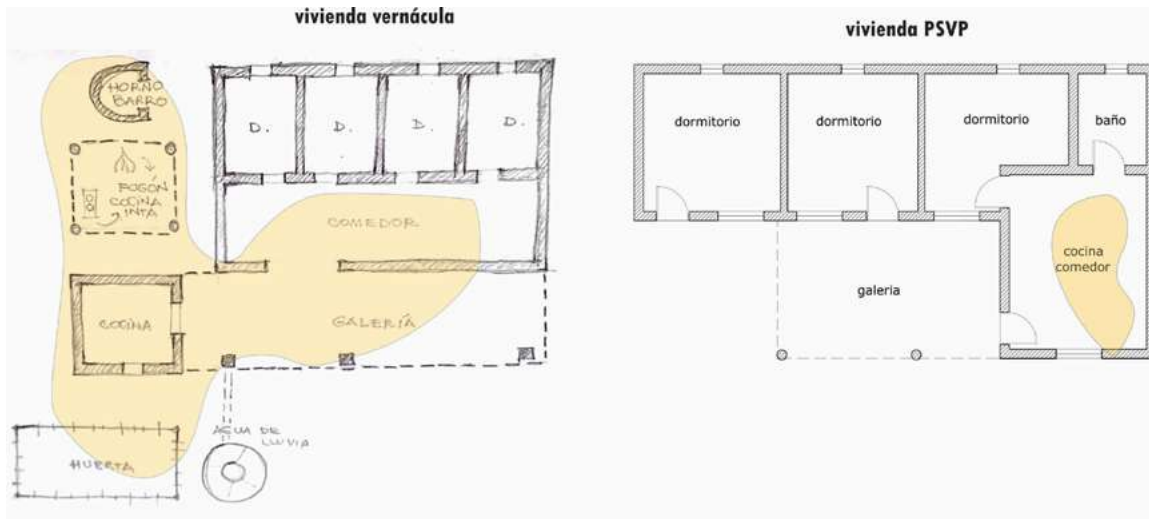 vivienda vernácula
HORNO
BARRO
FOGÓN
COCINA
INTA
D.
D.
D.
D.
COMEDOR
COCINA
GALERÍA
AGUA DE
LLUVIA
HUERTA
vivienda PSVP
dormitorio
dormitorio
dormitorio
baño
cocina
comedor
galeria